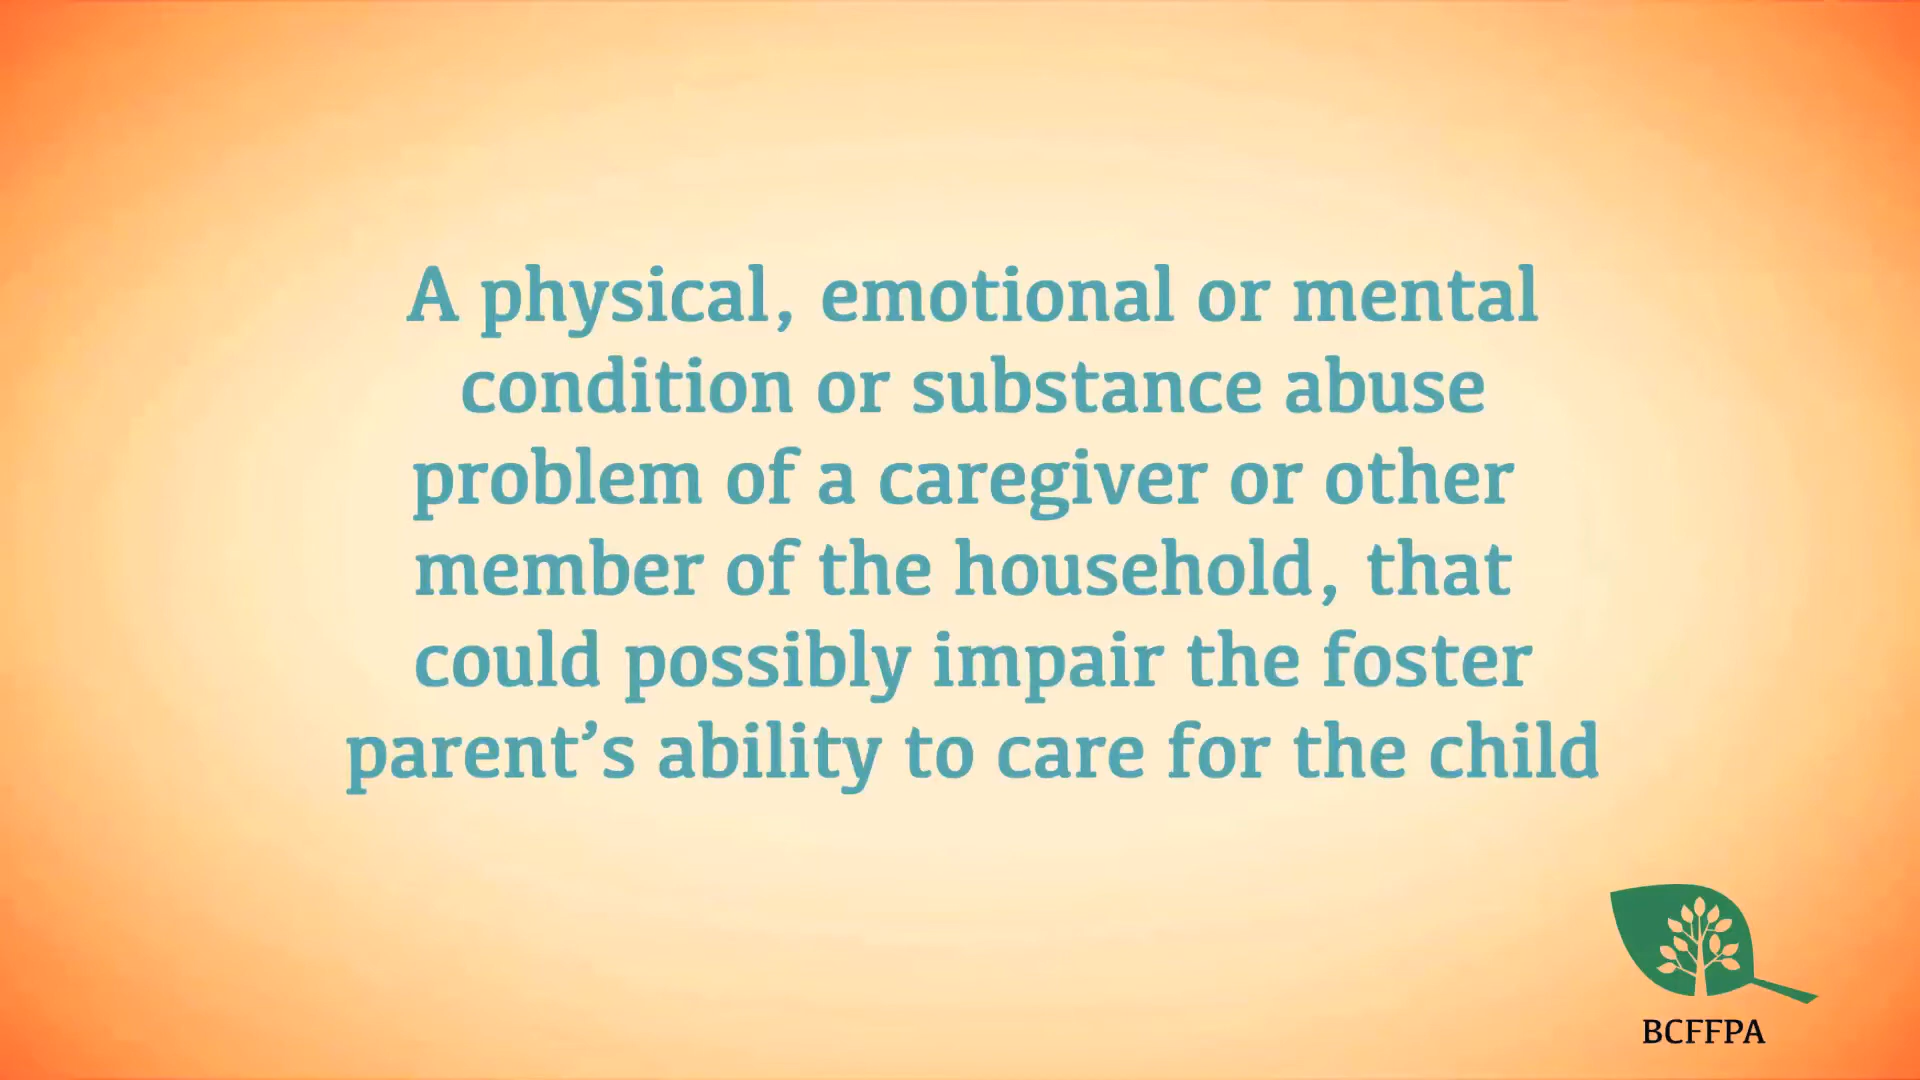 A physical, emotional or mental
condition or substance abuse
problem of a caregiver or other
member of the household, that
could possibly impair the foster
parent’s ability to care for the child
BCFFPA